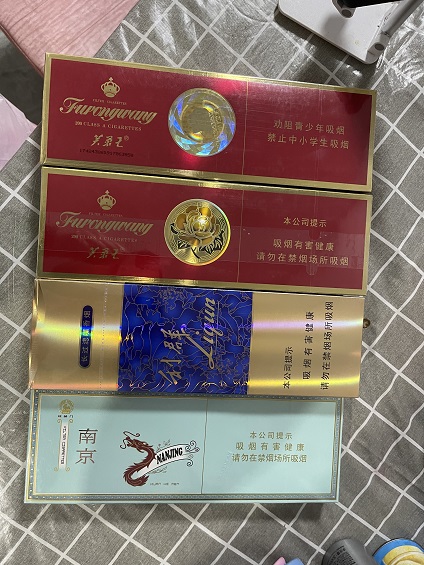 Furongwang
CLASS A CIGARETTES
芙蓉王
劝阻青少年吸烟
禁止中小学生吸烟
Furongwang
CLASS A CIGARETTES
芙蓉王
本公司提示
吸烟有害健康
请勿在禁烟场所吸烟
利群
Liqun
本公司提示
吸烟有害健康
请勿在禁烟场所吸烟
南京
NANJING
本公司提示
吸烟有害健康
请勿在禁烟场所吸烟